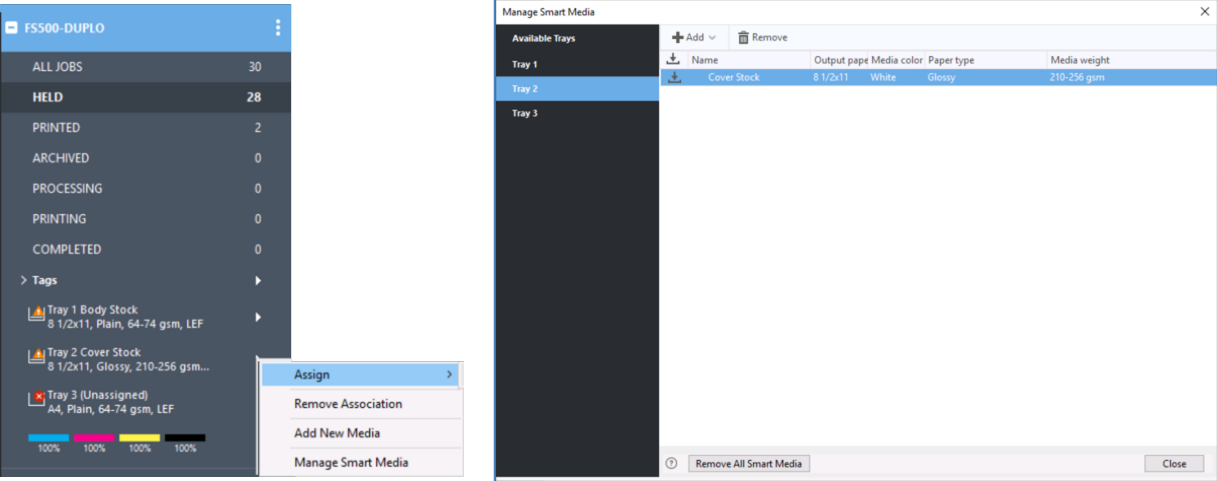 FS500-DUPLO
ALL JOBS 30
HELD 28
PRINTED 2
ARCHIVED 0
PROCESSING 0
PRINTING 0
COMPLETED 0
Tags
Tray 1 Body Stock
8 1/2x11, Plain, 64-74 gsm, LEF
Tray 2 Cover Stock
8 1/2x11, Glossy, 210-256 gsm...
Tray 3 (Unassigned)
A4, Plain, 64-74 gsm, LEF
100% 100% 100% 100%
Assign
Remove Association
Add New Media
Manage Smart Media
Manage Smart Media
Available Trays
Tray 1
Tray 2
Tray 3
Add Remove
Name Output pape Media color Paper type Media weight
Cover Stock 8 1/2x11 White Glossy 210-256 gsm
Remove All Smart Media Close